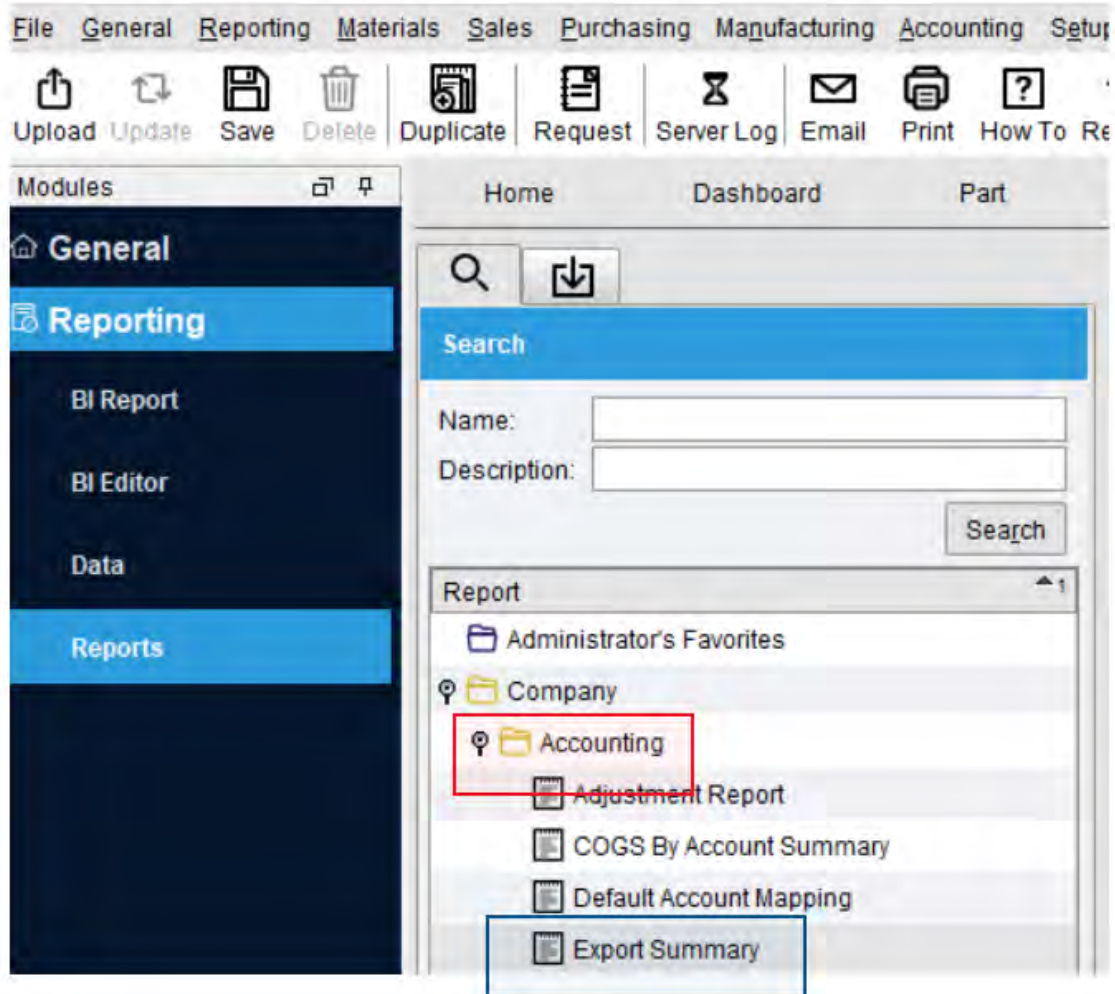 File General Reporting Materials Sales Purchasing Manufacturing Accounting
Upload Update Save Delete Duplicate Request Server Log Email Print How To
Modules
Home Dashboard Part
General
Reporting
BI Report
BI Editor
Data
Reports
Search
Name:
Description:
Search
Report 1
Administrator's Favorites
Company
Accounting
Adjustment Report
COGS By Account Summary
Default Account Mapping
Export Summary